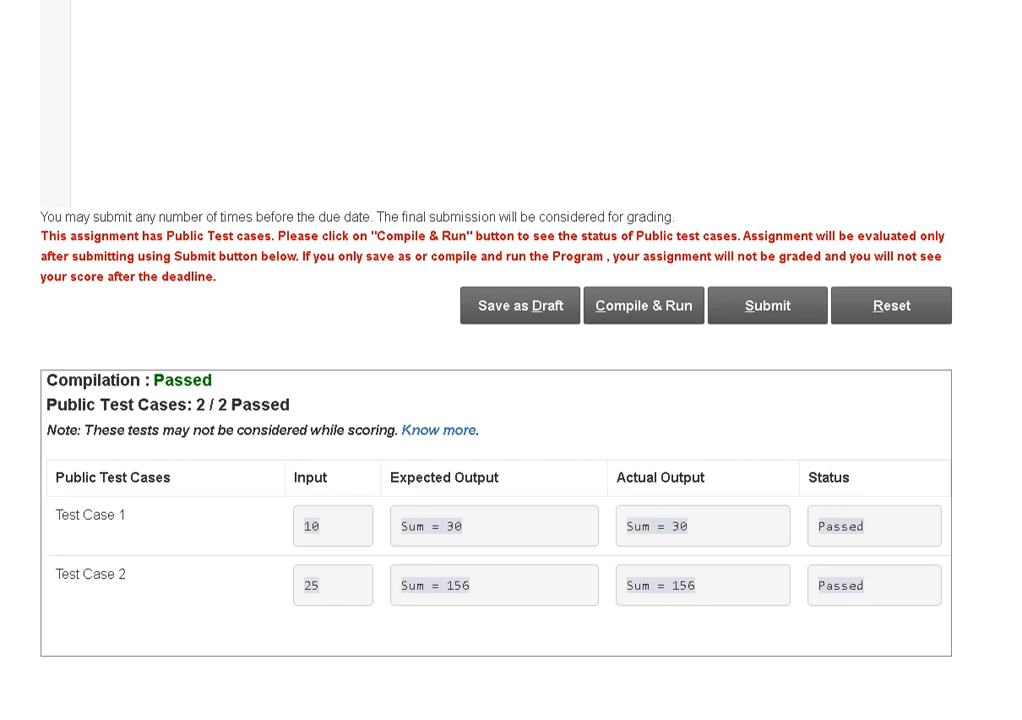 You may submit any number of times before the due date. The final submission will be considered for grading.
This assignment has Public Test cases. Please click on "Compile & Run" button to see the status of Public test cases. Assignment will be evaluated only
after submitting using Submit button below. If you only save as or compile and run the Program , your assignment will not be graded and you will not see
your score after the deadline.
Save as Draft Compile & Run Submit Reset
Compilation : Passed
Public Test Cases: 2 / 2 Passed
Note: These tests may not be considered while scoring. Know more.
Public Test Cases Input Expected Output Actual Output Status
Test Case 1 10 Sum = 30 Sum = 30 Passed
Test Case 2 25 Sum = 156 Sum = 156 Passed